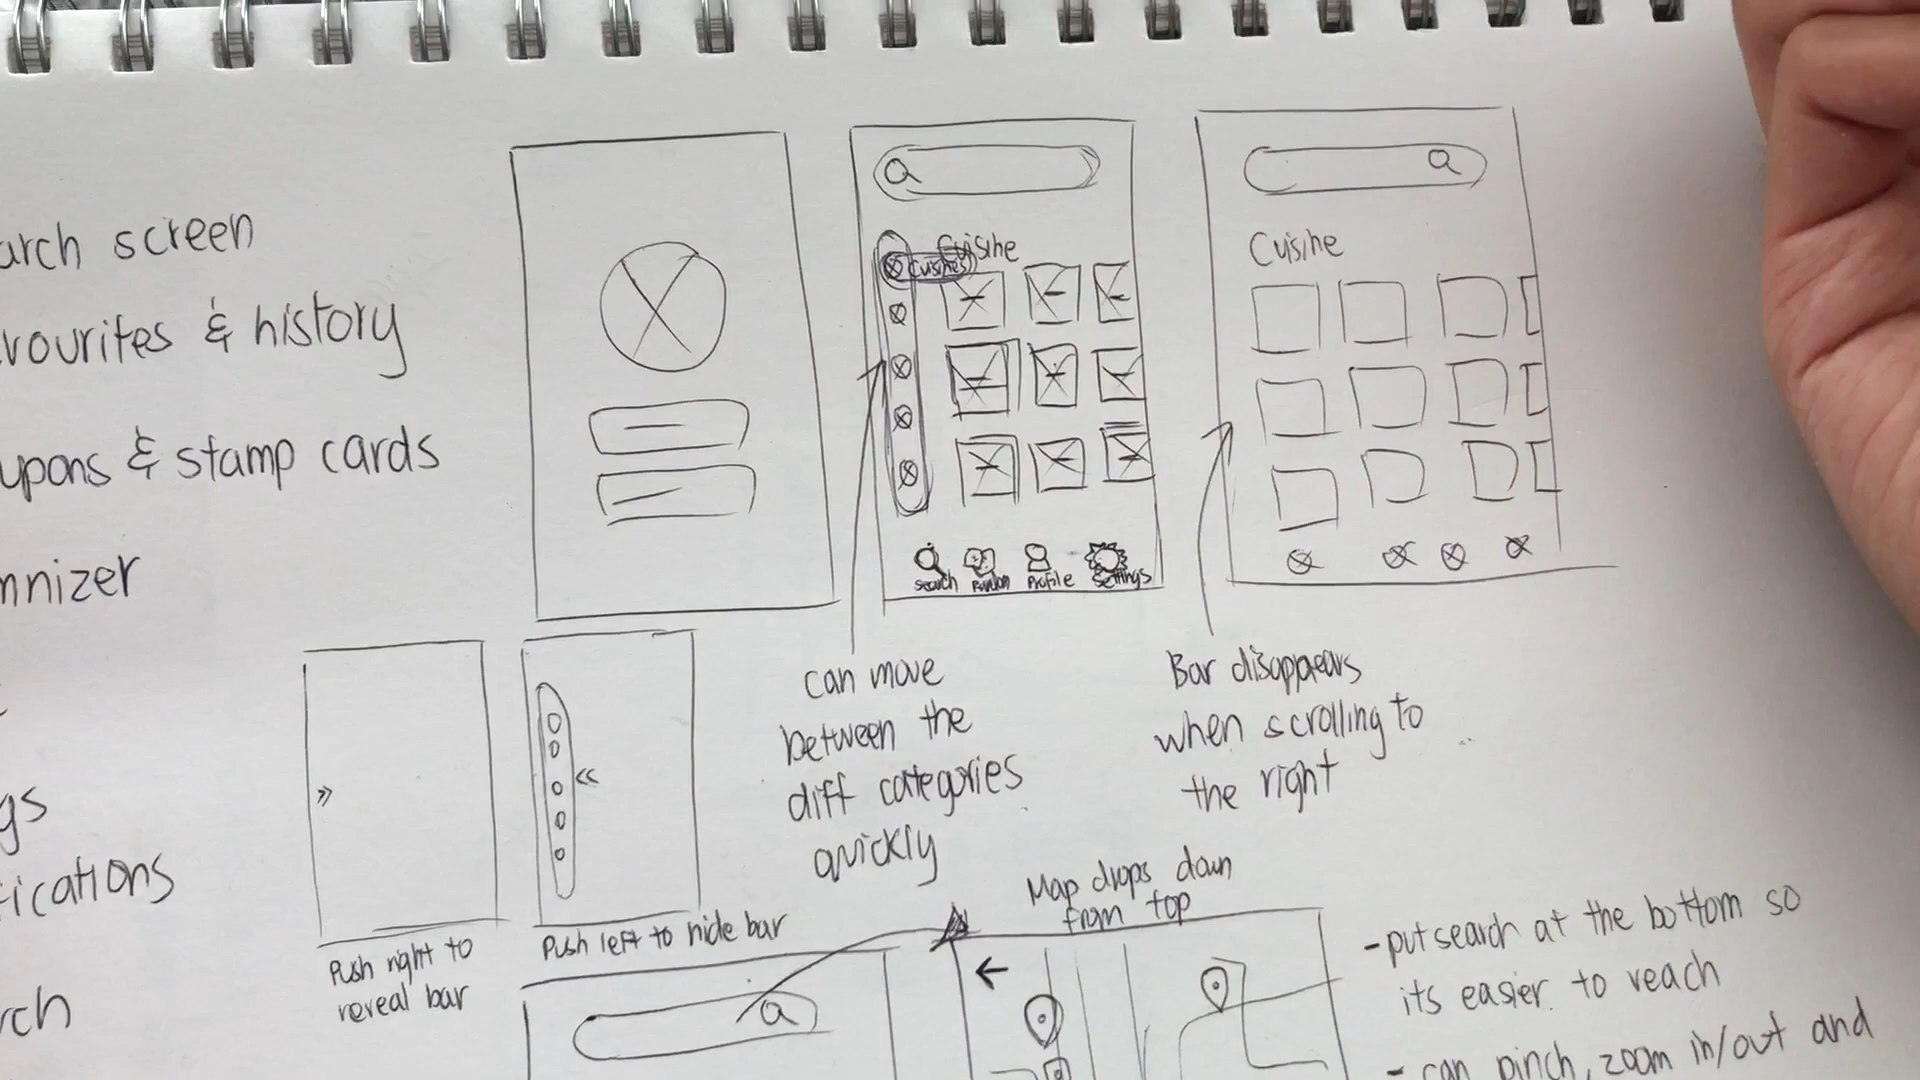 arch screen
vourites & history
upons & stamp cards
nnizer
gs
ications
rch
Cuisine
Cuisines
search
Random
Profile
Settings
Cuisine
can move
between the
diff categories
quickly
Bar disappears
when scrolling to
the right
Push right to
reveal bar
Push left to hide bar
Map drops down
from top
- put search at the bottom so
its easier to reach
- can pinch, zoom in/out and